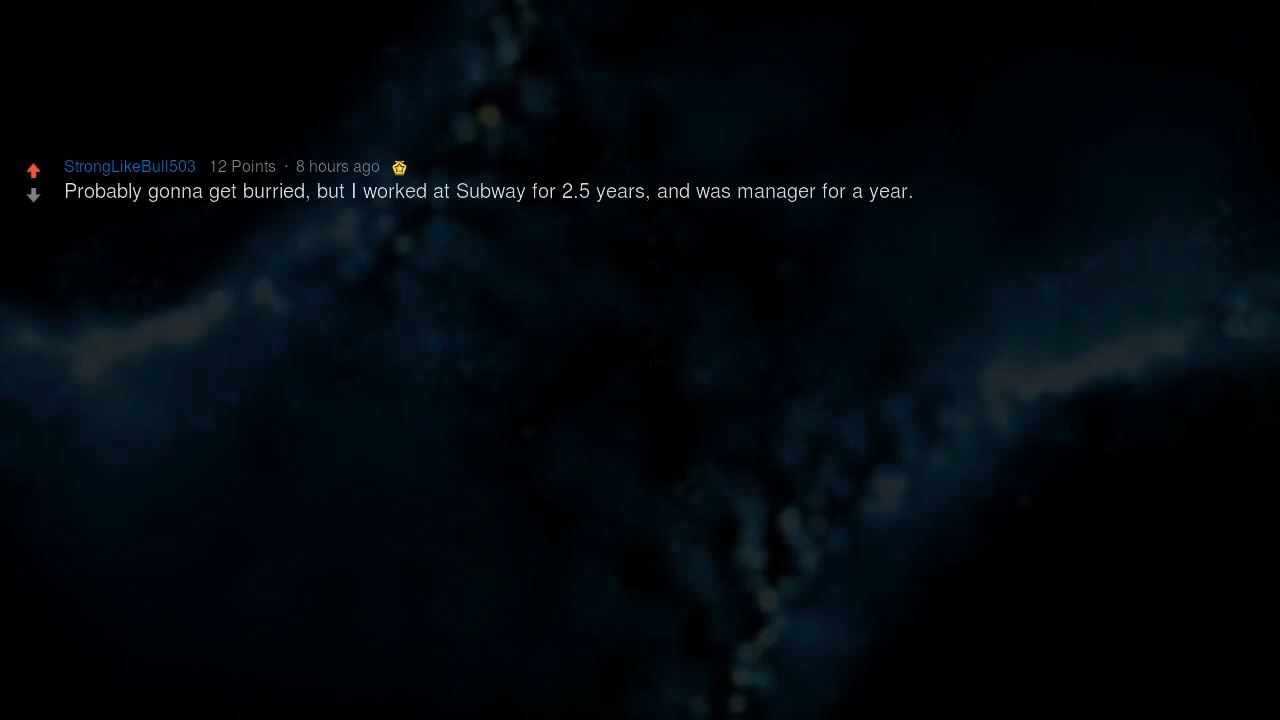 StrongLikeBull503 12 Points · 8 hours ago
Probably gonna get burried, but I worked at Subway for 2.5 years, and was manager for a year.